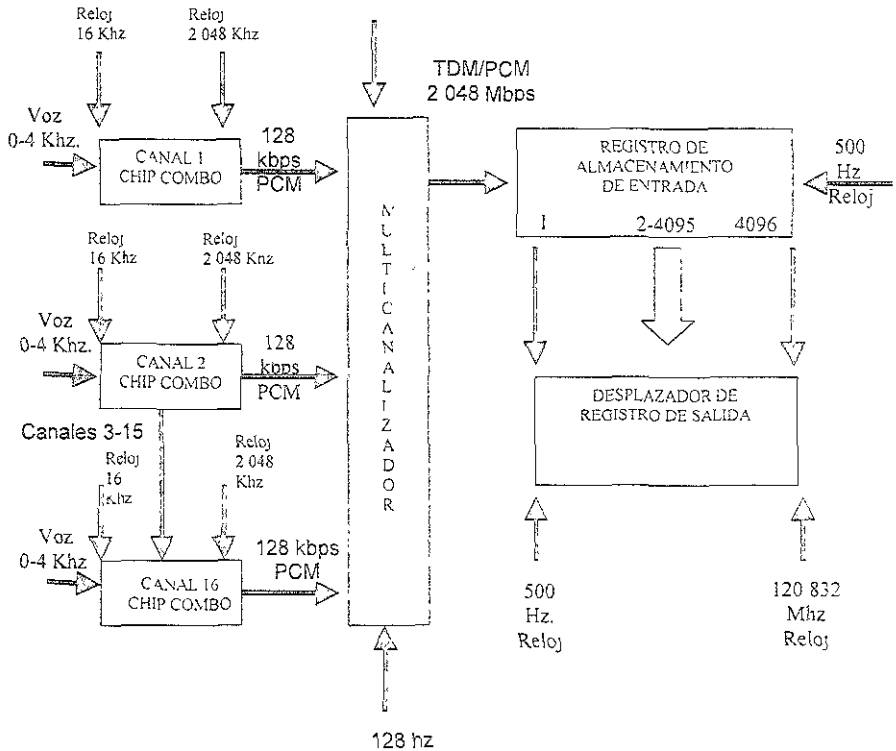 Reloj
16 Khz
Reloj
2 048 Khz
Voz
0-4 Khz.
CANAL 1
CHIP COMBO
128
kbps
PCM
Reloj
16 Khz
Reloj
2 048 Knz
Voz
0-4 Khz.
CANAL 2
CHIP COMBO
128
kbps
PCM
Canales 3-15
Reloj
16
Khz
Reloj
2 048
Khz
Voz
0-4 Khz
CANAL 16
CHIP COMBO
128 kbps
PCM
MULTICANALIZADOR
128 hz
TDM/PCM
2 048 Mbps
REGISTRO DE
ALMACENAMIENTO
DE ENTRADA
1 2-4095 4096
500
Hz
Reloj
DESPLAZADOR DE
REGISTRO DE SALIDA
500
Hz.
Reloj
120 832
Mhz
Reloj